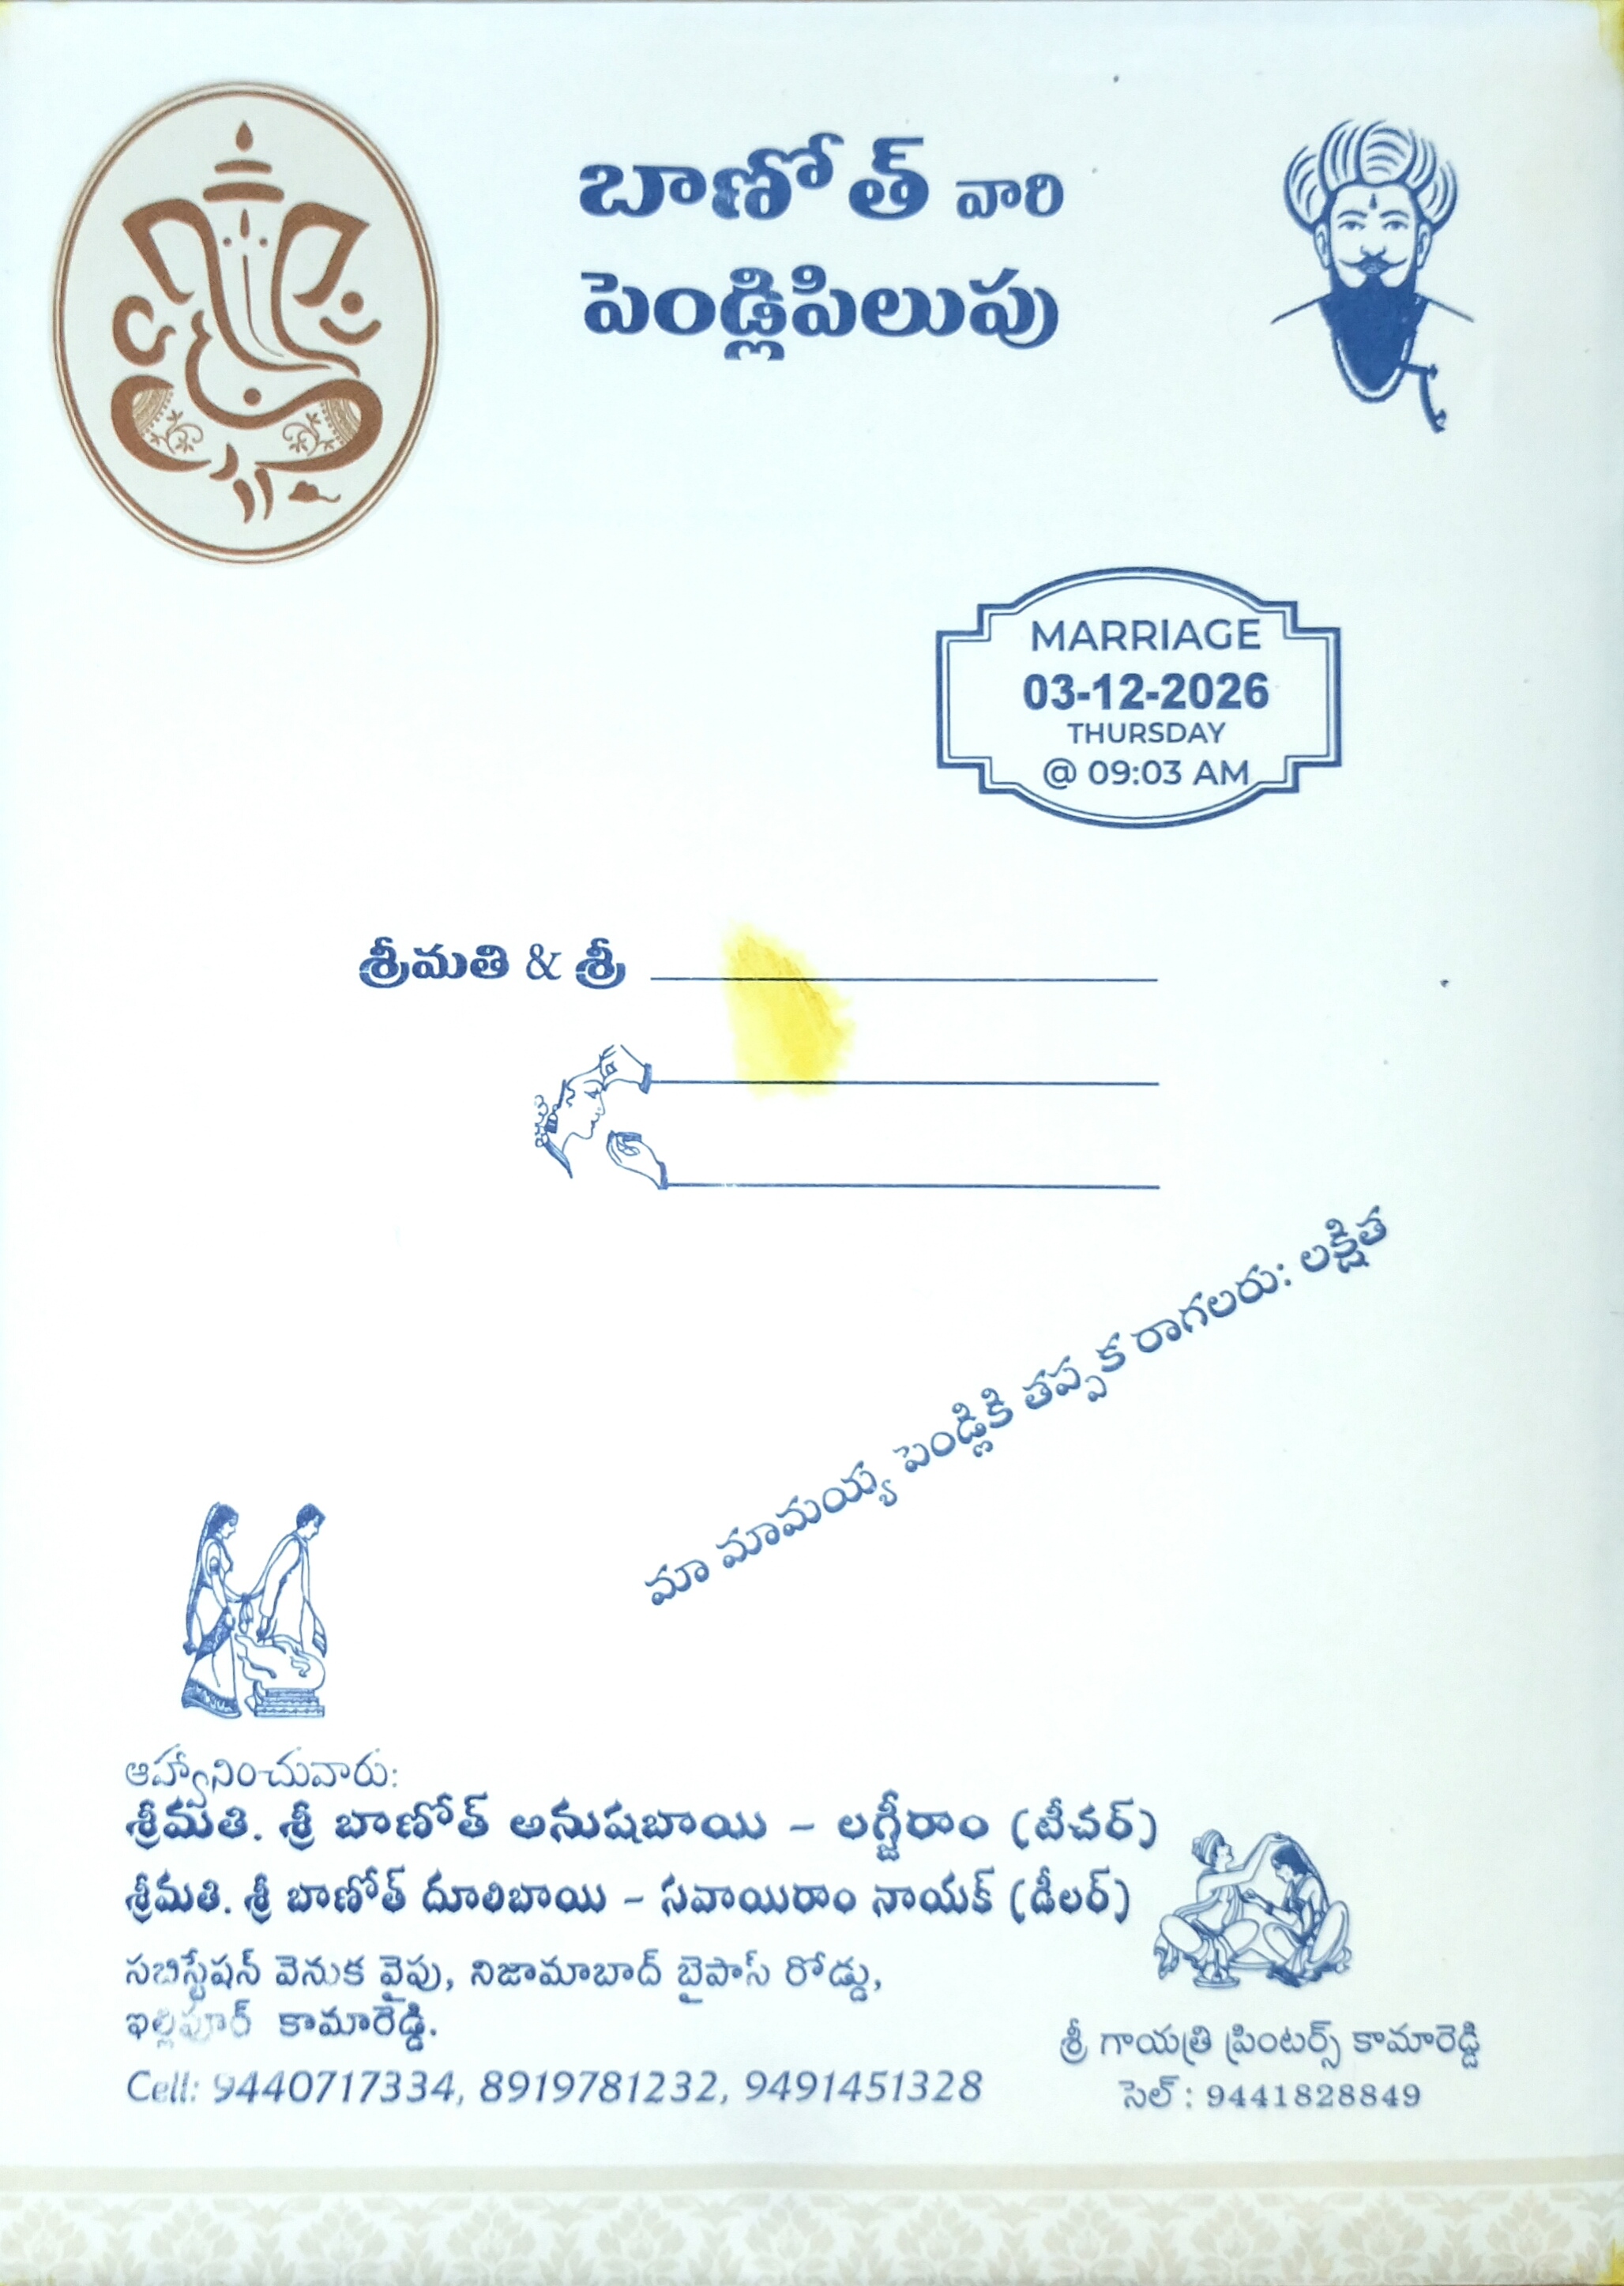 బాణోత్ వారి
పెండ్లిపిలుపు
MARRIAGE
03-12-2026
THURSDAY
@ 09:03 AM
శ్రీమతి & శ్రీ
మా మామయ్య పెండ్లికి తప్పక రాగలరు: లక్షిత
ఆహ్వానించువారు:
శ్రీమతి. శ్రీ బాణోత్ అనుషబాయి – లగ్జీరాం (టీచర్)
శ్రీమతి. శ్రీ బాణోత్ దూలిబాయి – సవాయిరాం నాయక్ (డీలర్)
సబిస్టేషన్ వెనుక వైపు, నిజామాబాద్ బైపాస్ రోడ్డు,
ఇల్లిపూర్ కామారెడ్డి.
Cell: 9440717334, 8919781232, 9491451328
శ్రీ గాయత్రి ప్రింటర్స్ కామారెడ్డి
సెల్ : 9441828849